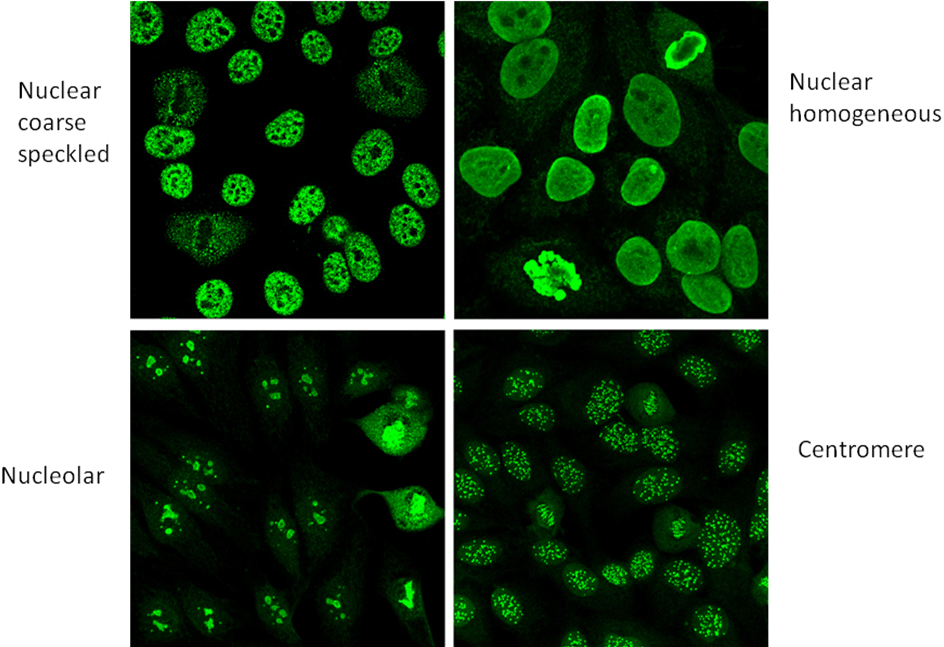 Nuclear
coarse
speckled
Nuclear
homogeneous
Nucleolar
Centromere